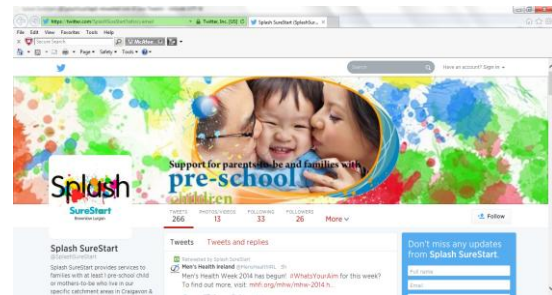 Twitter, Inc. [US]
Splash SureStart (SplashSur...
File Edit View Favorites Tools Help
McAfee
Page Safety Tools
Search
Have an account? Sign in
Support for parents-to-be and families with
pre-school
children
Splash
SureStart
TWEETS PHOTOS/VIDEOS FOLLOWING FOLLOWERS
266 13 33 26 More
Follow
Splash SureStart
@SplashSureStart
Splash SureStart provides services to
families with at least 1 pre-school child
or mothers-to-be who live in our
specific catchment areas in Craigavon &
Tweets Tweets and replies
Retweeted by Splash SureStart
Men's Health Ireland @MensHealthIRL 5h
Men's Health Week 2014 has begun! #WhatsYourAim for this week?
To find out more, visit: mhfi.org/mhw/mhw-2014.h...
Don't miss any updates
from Splash SureStart
Full name
Email